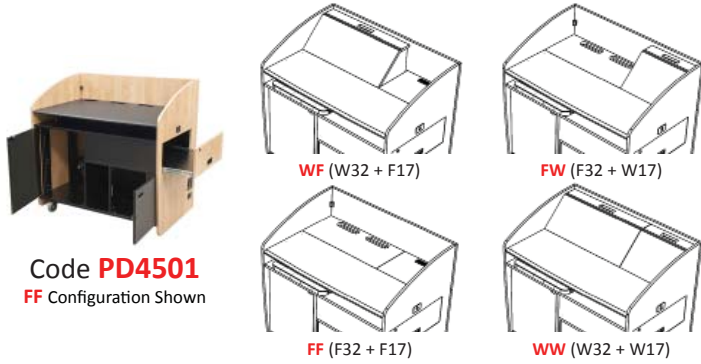 WF (W32 + F17)
FW (F32 + W17)
Code PD4501
FF Configuration Shown
FF (F32 + F17)
WW (W32 + W17)